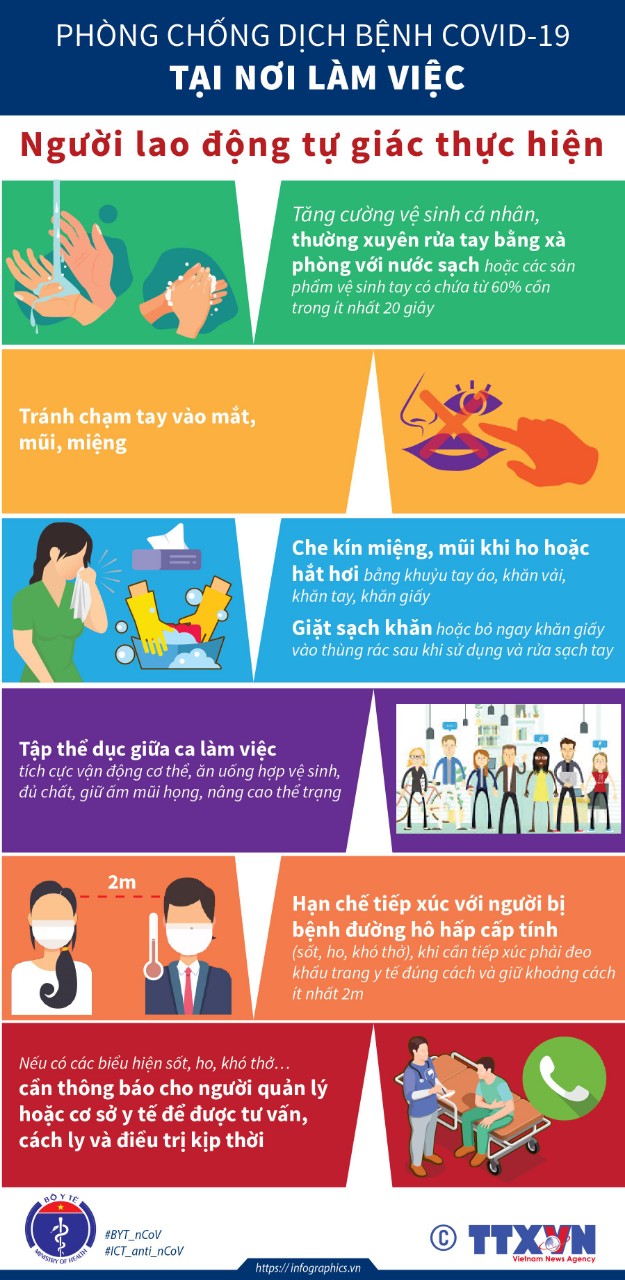 PHÒNG CHỐNG DỊCH BỆNH COVID-19
TẠI NƠI LÀM VIỆC
Người lao động tự giác thực hiện
Tăng cường vệ sinh cá nhân,
thường xuyên rửa tay bằng xà
phòng với nước sạch hoặc các sản
phẩm vệ sinh tay có chứa từ 60% cồn
trong ít nhất 20 giây
Tránh chạm tay vào mắt,
mũi, miệng
Che kín miệng, mũi khi ho hoặc
hắt hơi bằng khuỷu tay áo, khăn vải,
khăn tay, khăn giấy
Giặt sạch khăn hoặc bỏ ngay khăn giấy
vào thùng rác sau khi sử dụng và rửa sạch tay
Tập thể dục giữa ca làm việc
tích cực vận động cơ thể, ăn uống hợp vệ sinh,
đủ chất, giữ ấm mũi họng, nâng cao thể trạng
2m
Hạn chế tiếp xúc với người bị
bệnh đường hô hấp cấp tính
(sốt, ho, khó thở), khi cần tiếp xúc phải đeo
khẩu trang y tế đúng cách và giữ khoảng cách
ít nhất 2m
Nếu có các biểu hiện sốt, ho, khó thở...
cần thông báo cho người quản lý
hoặc cơ sở y tế để được tư vấn,
cách ly và điều trị kịp thời
BỘ Y TẾ
MINISTRY OF HEALTH
#BYT_nCoV
#ICT_anti_nCoV
© TTXVN
Vietnam News Agency
https://infographics.vn